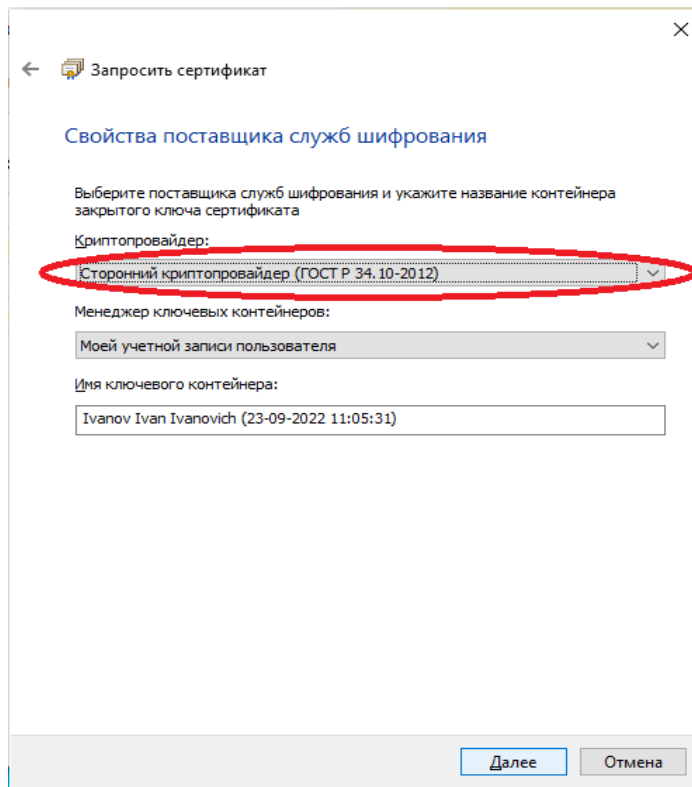 Запросить сертификат
Свойства поставщика служб шифрования
Выберите поставщика служб шифрования и укажите название контейнера
закрытого ключа сертификата
Криптопровайдер:
Сторонний криптопровайдер (ГОСТ Р 34.10-2012)
Менеджер ключевых контейнеров:
Моей учетной записи пользователя
Имя ключевого контейнера:
Ivanov Ivan Ivanovich (23-09-2022 11:05:31)
Далее
Отмена